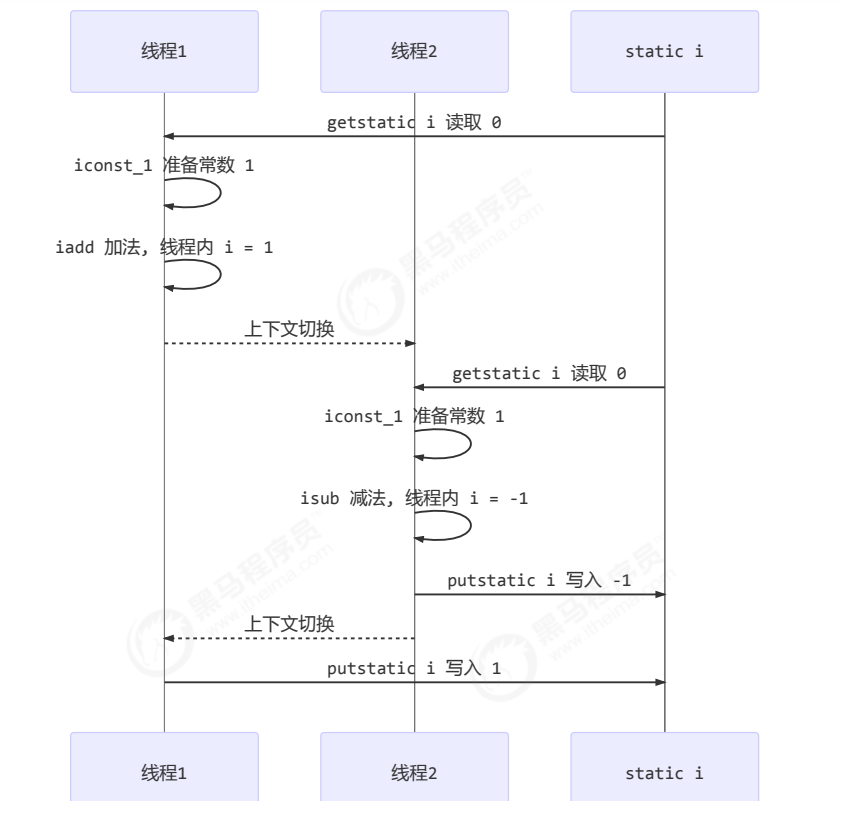 线程1
线程2
static i
getstatic i 读取 0
iconst_1 准备常数 1
iadd 加法, 线程内 i = 1
上下文切换
getstatic i 读取 0
iconst_1 准备常数 1
isub 减法, 线程内 i = -1
putstatic i 写入 -1
上下文切换
putstatic i 写入 1
线程1
线程2
static i
黑马程序员
www.itheima.com
黑马程序员
www.itheima.com
黑马程序员
www.itheima.com